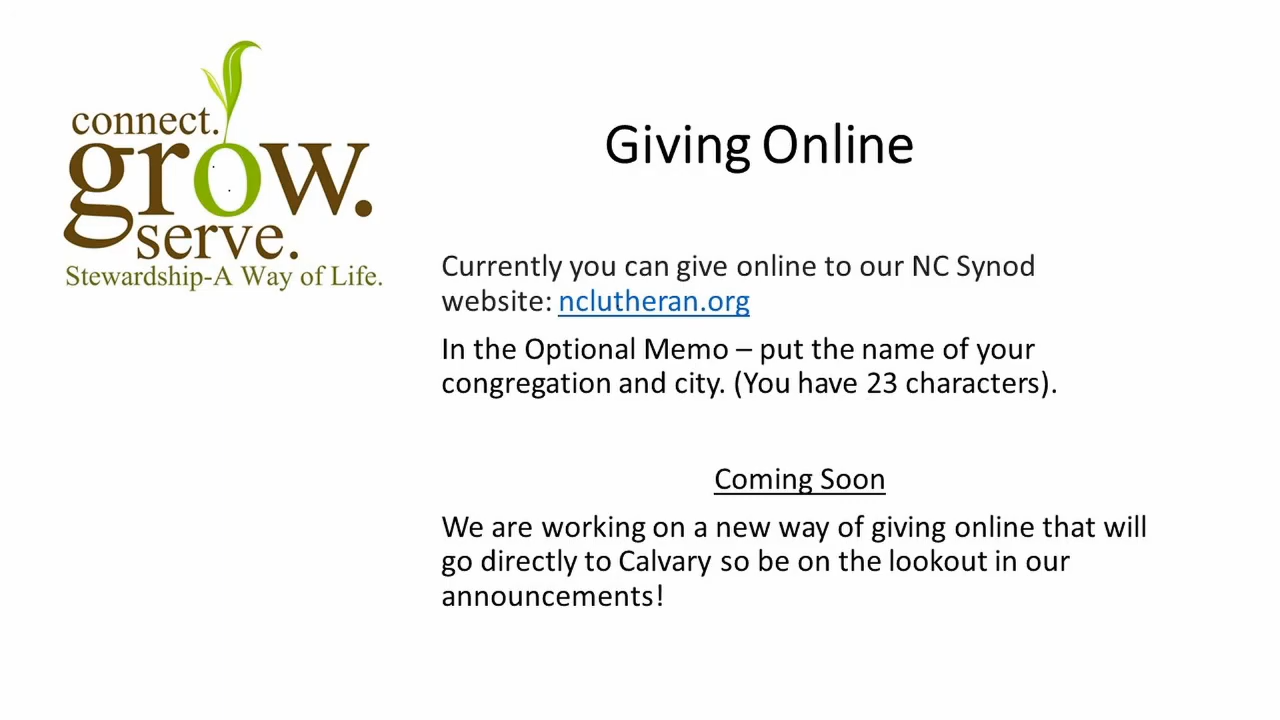 connect.
grow.
serve.
Stewardship-A Way of Life.
Giving Online
Currently you can give online to our NC Synod
website: nclutheran.org
In the Optional Memo – put the name of your
congregation and city. (You have 23 characters).
Coming Soon
We are working on a new way of giving online that will
go directly to Calvary so be on the lookout in our
announcements!